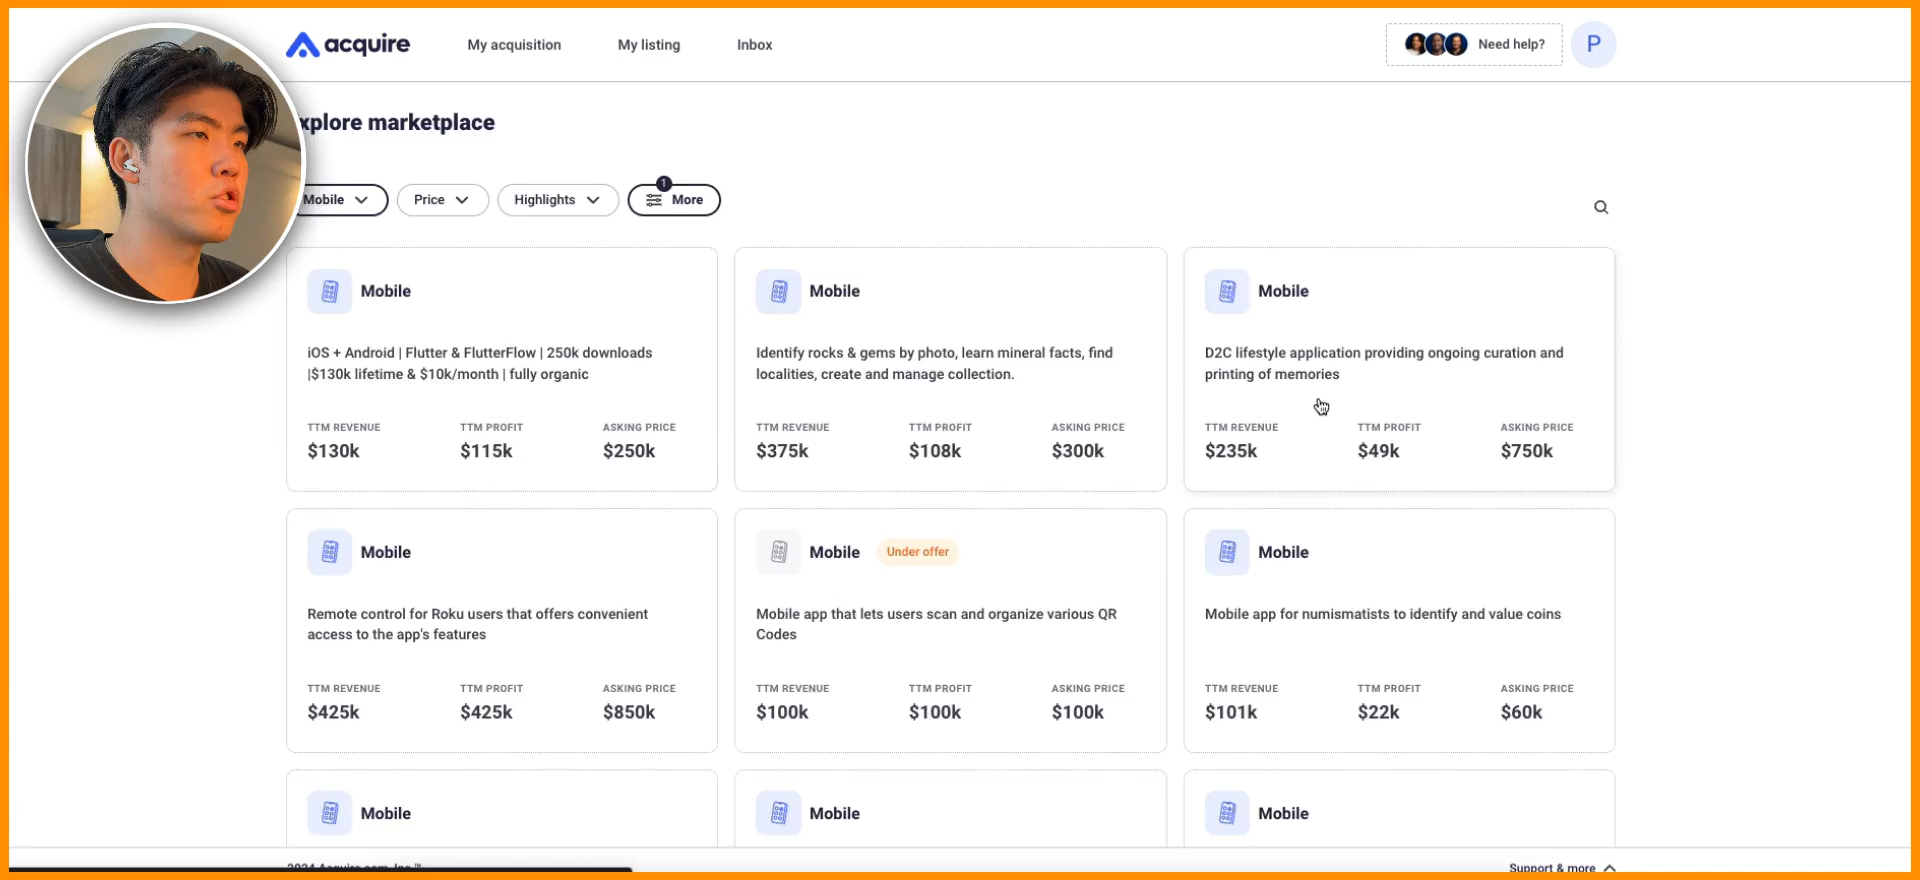 acquire
My acquisition
My listing
Inbox
Need help?
P
xplore marketplace
Mobile
Price
Highlights
1
More
Mobile
iOS + Android | Flutter & FlutterFlow | 250k downloads
|$130k lifetime & $10k/month | fully organic
TTM REVENUE
TTM PROFIT
ASKING PRICE
$130k
$115k
$250k
Mobile
Identify rocks & gems by photo, learn mineral facts, find
localities, create and manage collection.
TTM REVENUE
TTM PROFIT
ASKING PRICE
$375k
$108k
$300k
Mobile
D2C lifestyle application providing ongoing curation and
printing of memories
TTM REVENUE
TTM PROFIT
ASKING PRICE
$235k
$49k
$750k
Mobile
Remote control for Roku users that offers convenient
access to the app's features
TTM REVENUE
TTM PROFIT
ASKING PRICE
$425k
$425k
$850k
Mobile
Under offer
Mobile app that lets users scan and organize various QR
Codes
TTM REVENUE
TTM PROFIT
ASKING PRICE
$100k
$100k
$100k
Mobile
Mobile app for numismatists to identify and value coins
TTM REVENUE
TTM PROFIT
ASKING PRICE
$101k
$22k
$60k
Mobile
Mobile
Mobile
2024 Acquire.com, Inc.™
Support & more